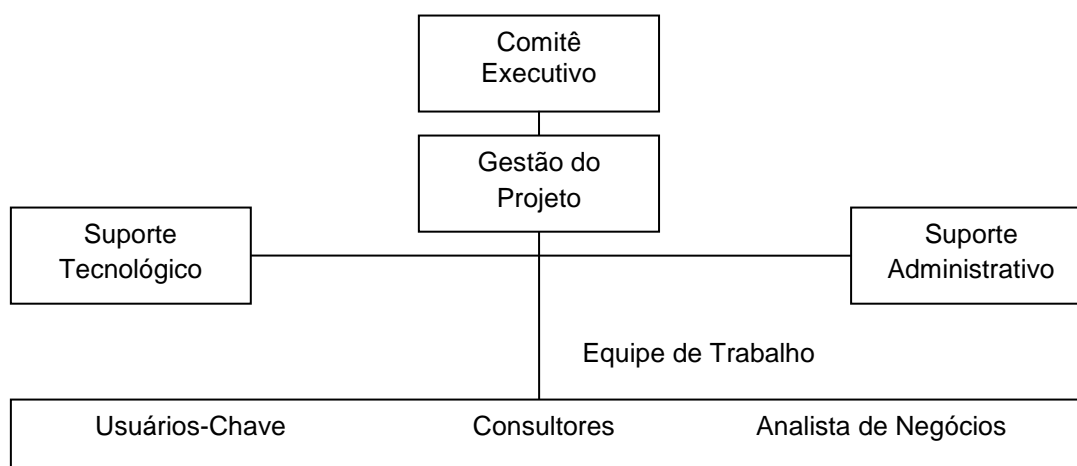 Comitê
Executivo
Gestão do
Projeto
Suporte
Tecnológico
Suporte
Administrativo
Equipe de Trabalho
Usuários-Chave Consultores Analista de Negócios